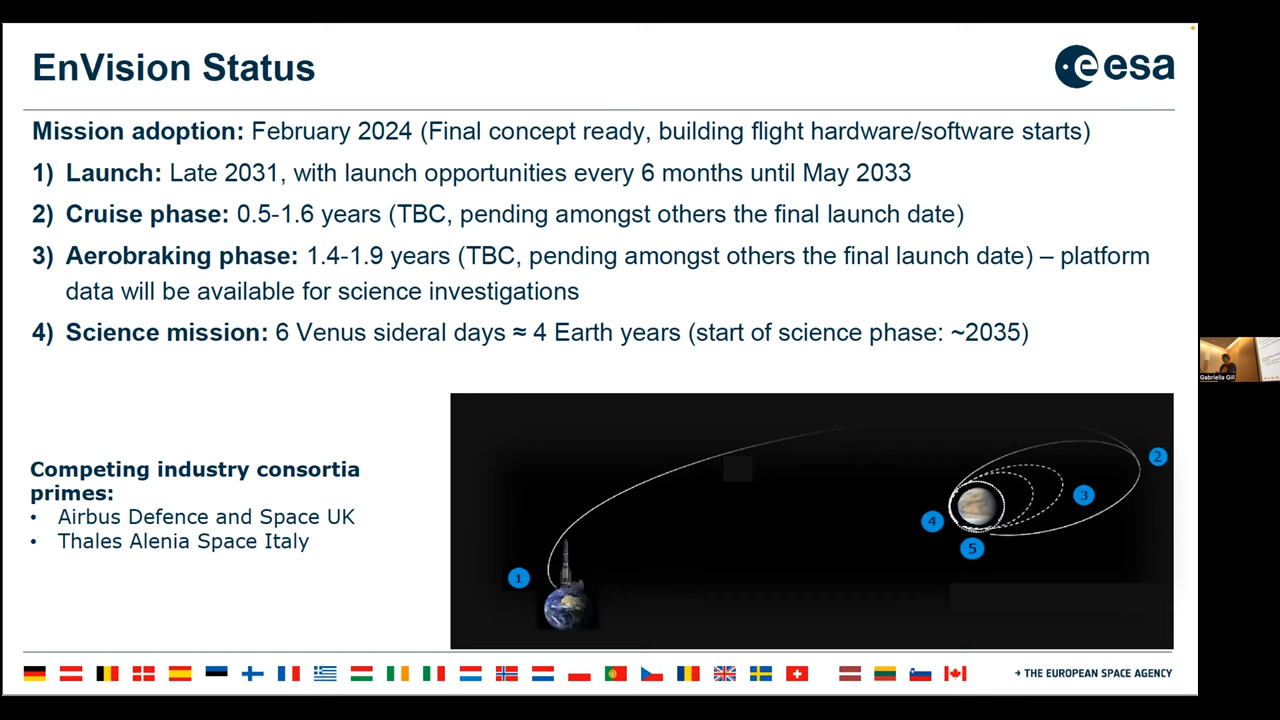 EnVision Status
esa
Mission adoption: February 2024 (Final concept ready, building flight hardware/software starts)
1) Launch: Late 2031, with launch opportunities every 6 months until May 2033
2) Cruise phase: 0.5-1.6 years (TBC, pending amongst others the final launch date)
3) Aerobraking phase: 1.4-1.9 years (TBC, pending amongst others the final launch date) – platform
data will be available for science investigations
4) Science mission: 6 Venus sideral days ≈ 4 Earth years (start of science phase: ~2035)
Competing industry consortia
primes:
• Airbus Defence and Space UK
• Thales Alenia Space Italy
1
2
3
4
5
Gabriella Gill
→ THE EUROPEAN SPACE AGENCY